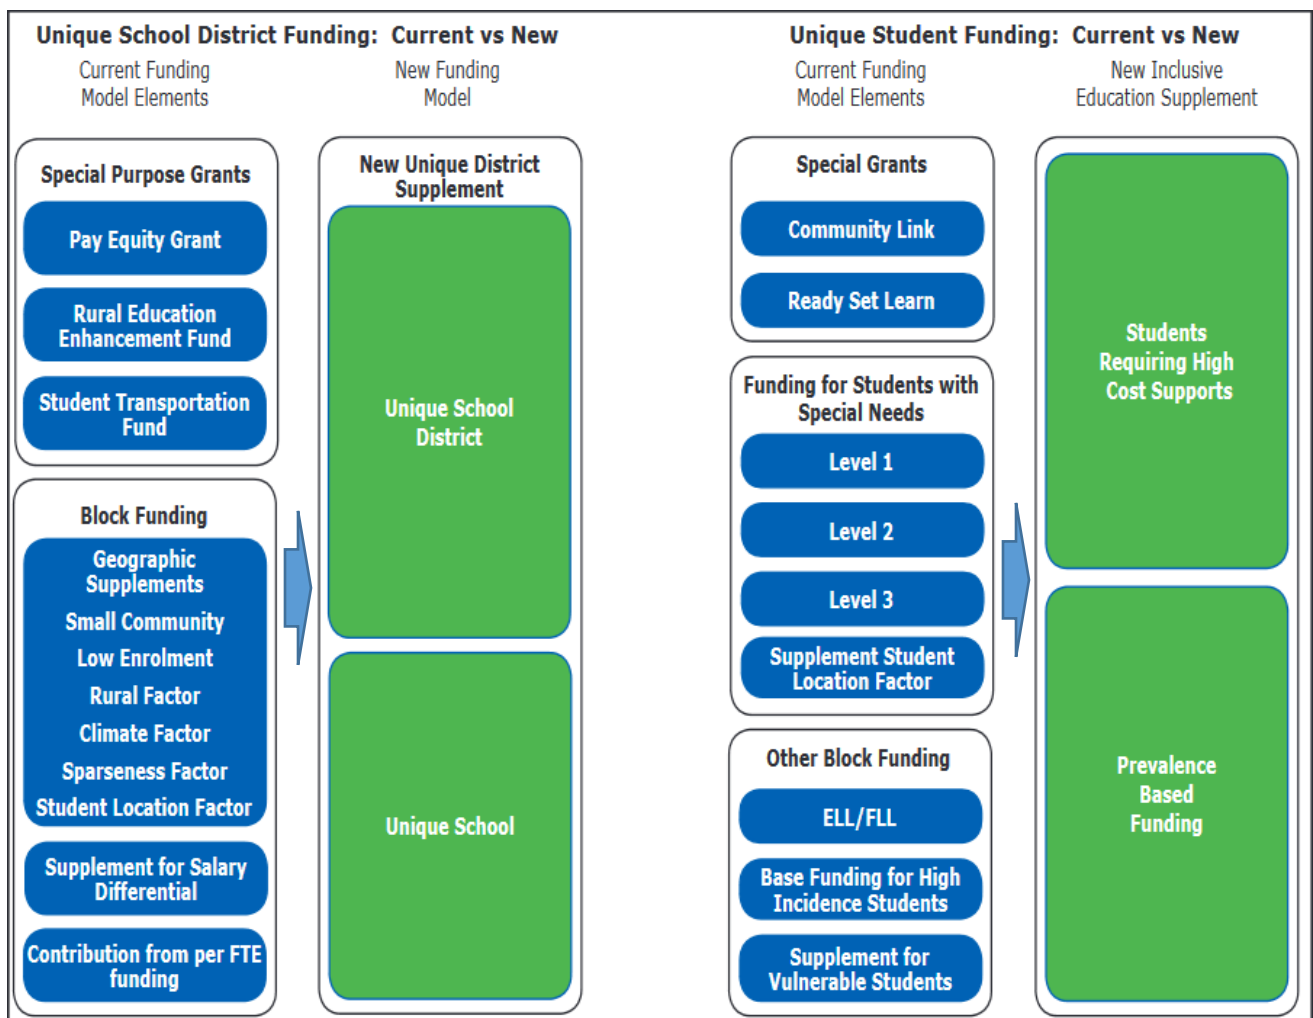 Unique School District Funding:  Current vs New
Current Funding
Model Elements
New Funding
Model
Special Purpose Grants
Pay Equity Grant
Rural Education
Enhancement Fund
Student Transportation
Fund
Block Funding
Geographic
Supplements
Small Community
Low Enrolment
Rural Factor
Climate Factor
Sparseness Factor
Student Location Factor
Supplement for Salary
Differential
Contribution from per FTE
funding
New Unique District
Supplement
Unique School
District
Unique School
Unique Student Funding:  Current vs New
Current Funding
Model Elements
New Inclusive
Education Supplement
Special Grants
Community Link
Ready Set Learn
Funding for Students with
Special Needs
Level 1
Level 2
Level 3
Supplement Student
Location Factor
Other Block Funding
ELL/FLL
Base Funding for High
Incidence Students
Supplement for
Vulnerable Students
Students
Requiring High
Cost Supports
Prevalence
Based
Funding